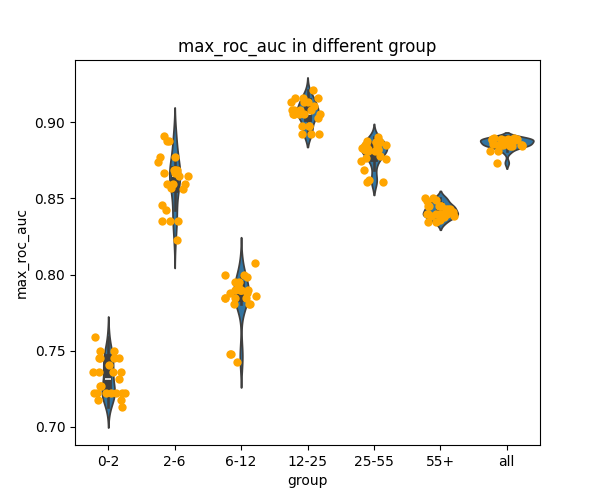 max_roc_auc in different group
max_roc_auc
0.90
0.85
0.80
0.75
0.70
0-2 2-6 6-12 12-25 25-55 55+ all
group